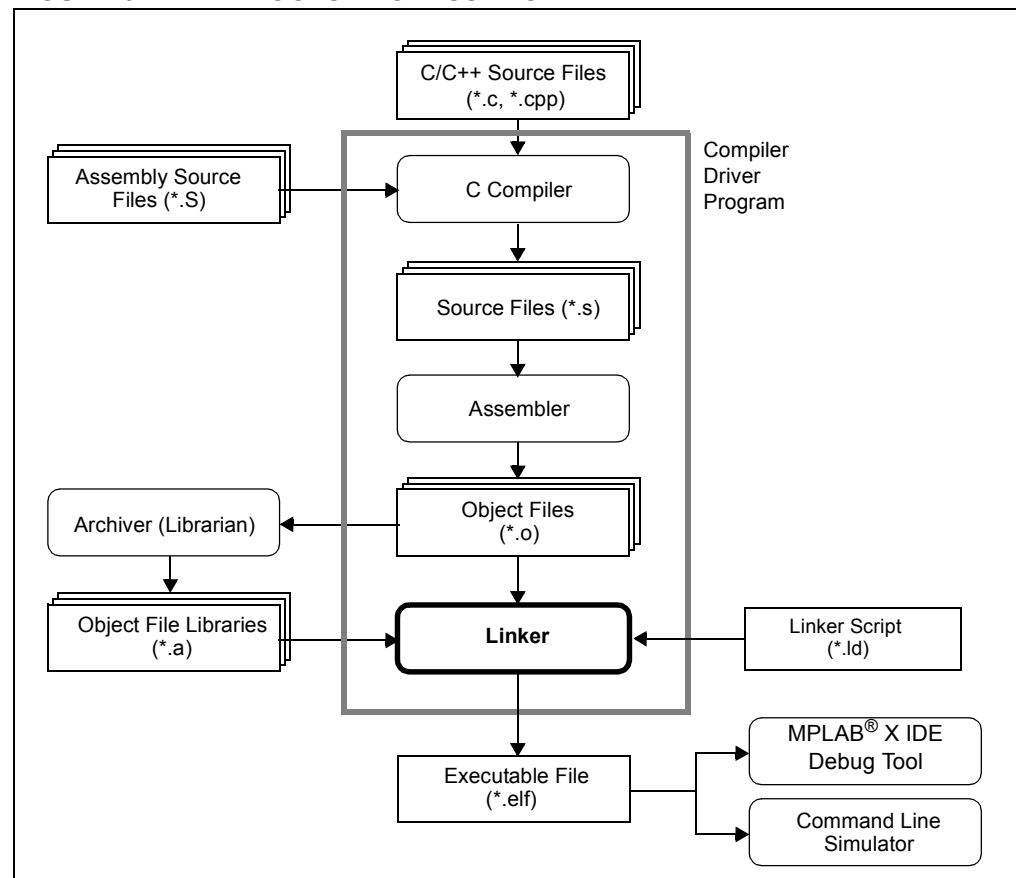 C/C++ Source Files
(*.c, *.cpp)
Compiler
Driver
Program
Assembly Source
Files (*.S)
C Compiler
Source Files (*.s)
Assembler
Object Files
(*.o)
Archiver (Librarian)
Object File Libraries
(*.a)
Linker
Linker Script
(*.ld)
MPLAB® X IDE
Debug Tool
Executable File
(*.elf)
Command Line
Simulator